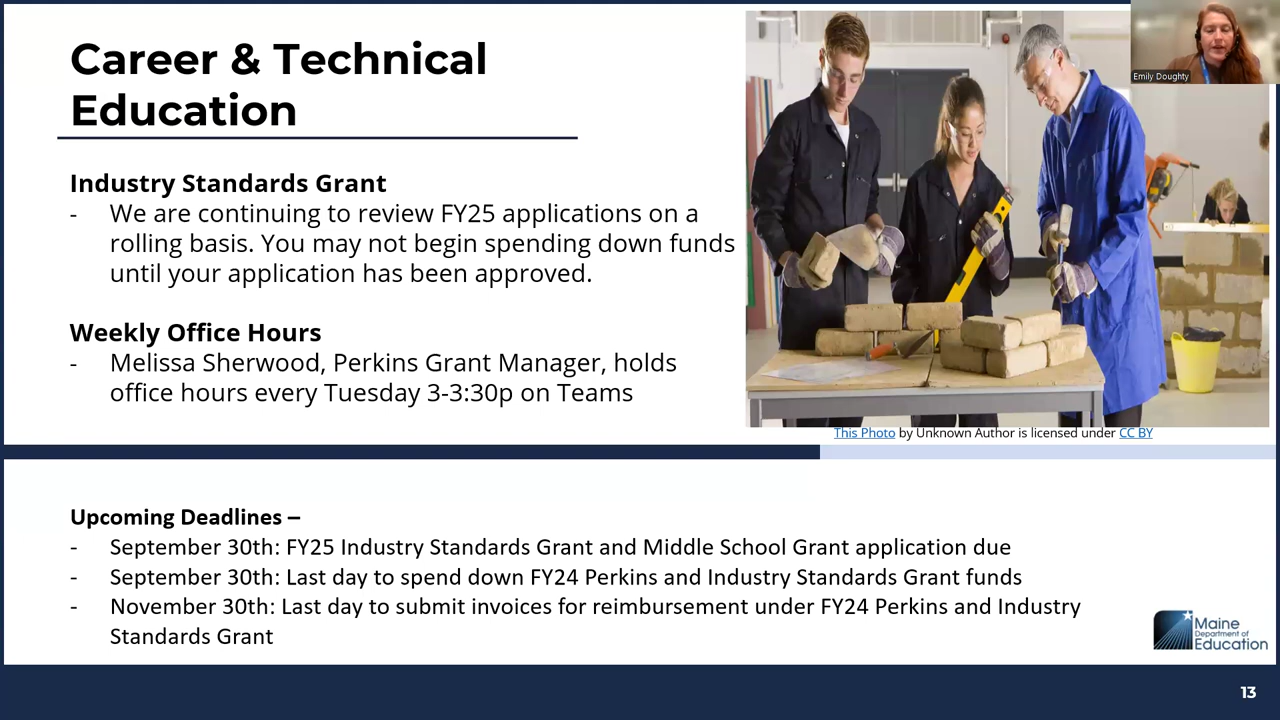 Career & Technical
Education
Industry Standards Grant
- We are continuing to review FY25 applications on a
rolling basis. You may not begin spending down funds
until your application has been approved.
Weekly Office Hours
- Melissa Sherwood, Perkins Grant Manager, holds
office hours every Tuesday 3-3:30p on Teams
Emily Doughty
This Photo by Unknown Author is licensed under CC BY
Upcoming Deadlines –
- September 30th: FY25 Industry Standards Grant and Middle School Grant application due
- September 30th: Last day to spend down FY24 Perkins and Industry Standards Grant funds
- November 30th: Last day to submit invoices for reimbursement under FY24 Perkins and Industry
Standards Grant
Maine
Department of
Education
13